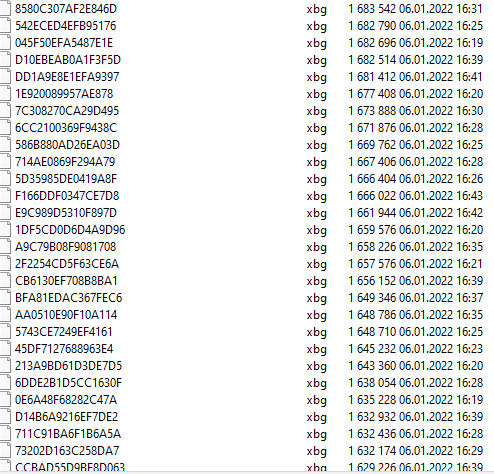 8580C307AF2E846D xbg 1 683 542 06.01.2022 16:31
542ECED4EFB95176 xbg 1 682 790 06.01.2022 16:25
045F50EFA5487E1E xbg 1 682 696 06.01.2022 16:19
D10EBEAB0A1F3F5D xbg 1 682 514 06.01.2022 16:39
DD1A9E8E1EFA9397 xbg 1 681 412 06.01.2022 16:41
1E920089957AE878 xbg 1 677 408 06.01.2022 16:20
7C308270CA29D495 xbg 1 673 888 06.01.2022 16:30
6CC2100369F9438C xbg 1 671 876 06.01.2022 16:28
586B880AD26EA03D xbg 1 669 762 06.01.2022 16:25
714AE0869F294A79 xbg 1 667 406 06.01.2022 16:28
5D35985DE0419A8F xbg 1 666 404 06.01.2022 16:26
F166DDF0347CE7D8 xbg 1 666 022 06.01.2022 16:43
E9C989D5310F897D xbg 1 661 944 06.01.2022 16:42
1DF5CD0D6D4A9D96 xbg 1 659 576 06.01.2022 16:20
A9C79B08F9081708 xbg 1 658 226 06.01.2022 16:35
2F2254CD5F63CE6A xbg 1 657 576 06.01.2022 16:21
CB6130EF708B8BA1 xbg 1 656 152 06.01.2022 16:39
BFA81EDAC367FEC6 xbg 1 649 346 06.01.2022 16:37
AA0510E90F10A114 xbg 1 648 786 06.01.2022 16:35
5743CE7249EF4161 xbg 1 648 710 06.01.2022 16:25
45DF7127688963E4 xbg 1 645 232 06.01.2022 16:23
213A9BD61D3DE7D5 xbg 1 643 360 06.01.2022 16:20
6DDE2B1D5CC1630F xbg 1 638 054 06.01.2022 16:28
0E6A48F68282C47A xbg 1 635 228 06.01.2022 16:19
D14B6A9216EF7DE2 xbg 1 632 932 06.01.2022 16:39
711C91BA6F1B6A5A xbg 1 632 436 06.01.2022 16:28
73202D163C258DA7 xbg 1 632 174 06.01.2022 16:29
CCBAD55D9BF8D063 xbg 1 629 226 06.01.2022 16:39